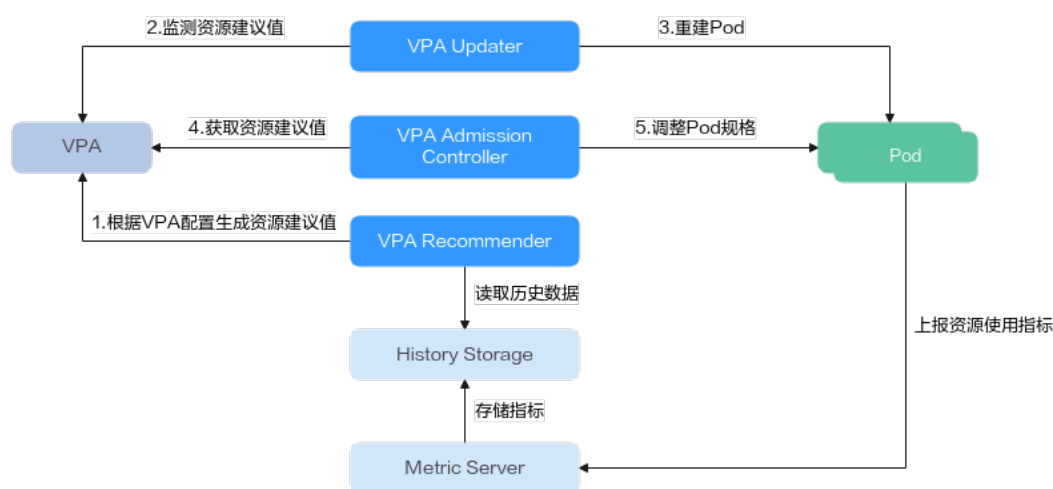 2.监测资源建议值
VPA Updater
3.重建Pod
VPA
4.获取资源建议值
VPA Admission
Controller
5.调整Pod规格
Pod
1.根据VPA配置生成资源建议值
VPA Recommender
读取历史数据
上报资源使用指标
History Storage
存储指标
Metric Server